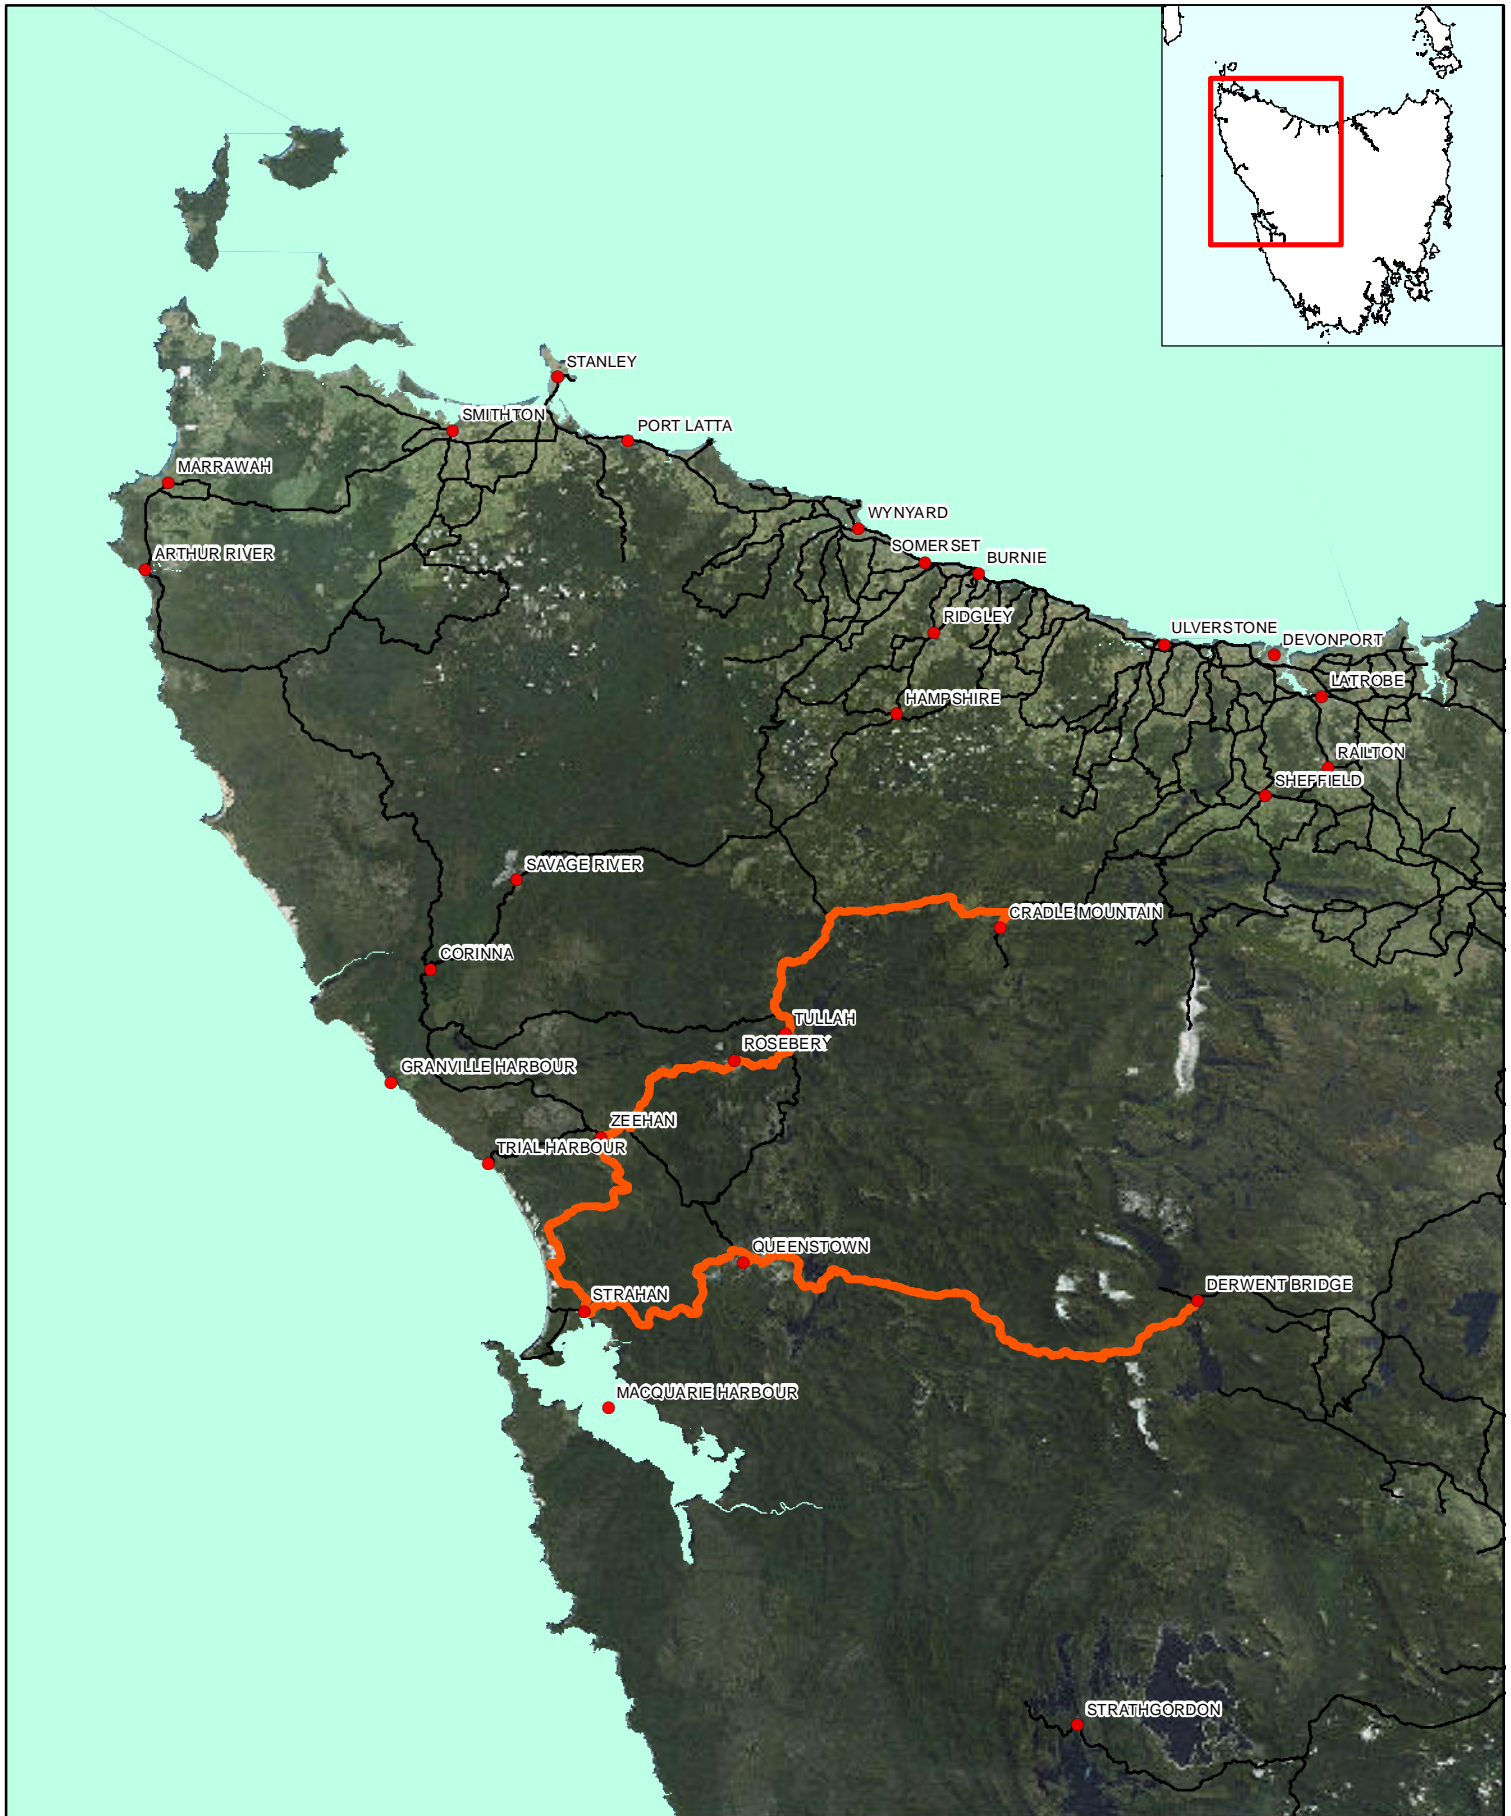 STANLEY
SMITHTON
PORT LATTA
MARRAWAH
WYNYARD
SOMERSET
ARTHUR RIVER
BURNIE
RIDGLEY
ULVERSTONE
DEVONPORT
LATROBE
HAMPSHIRE
RAILTON
SHEFFIELD
SAVAGE RIVER
CRADLE MOUNTAIN
CORINNA
TULLAH
ROSEBERY
GRANVILLE HARBOUR
ZEEHAN
TRIAL HARBOUR
QUEENSTOWN
DERWENT BRIDGE
STRAHAN
MACQUARIE HARBOUR
STRATHGORDON